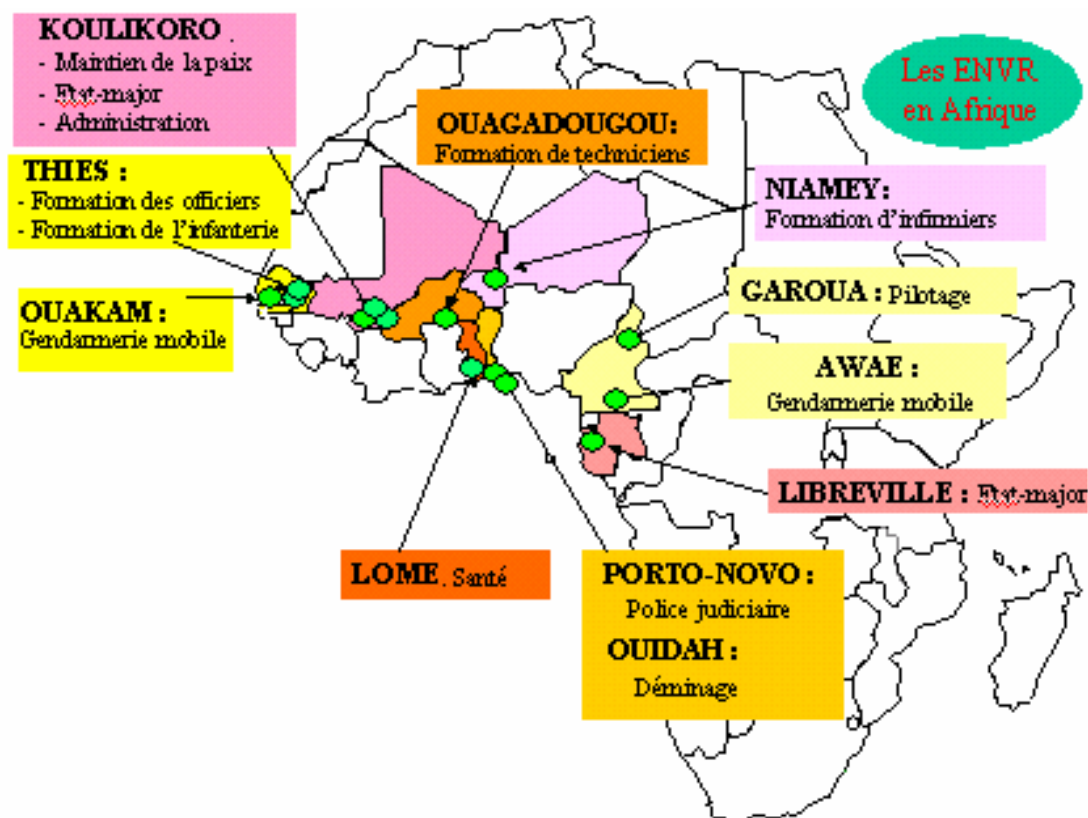 KOULIKORO .
- Maintien de la paix
- Etat-major
- Administration
Les ENVR
en Afrique
OUAGADOUGOU:
Formation de techniciens
THIES :
- Formation des officiers
- Formation de l'infanterie
NIAMEY:
Formation d'infirmiers
OUAKAM :
Gendarmerie mobile
GAROUA : Pilotage
AWAE :
Gendarmerie mobile
LIBREVILLE : Etat-major
LOME . Santé
PORTO-NOVO :
Police judiciaire
OUIDAH :
Déminage